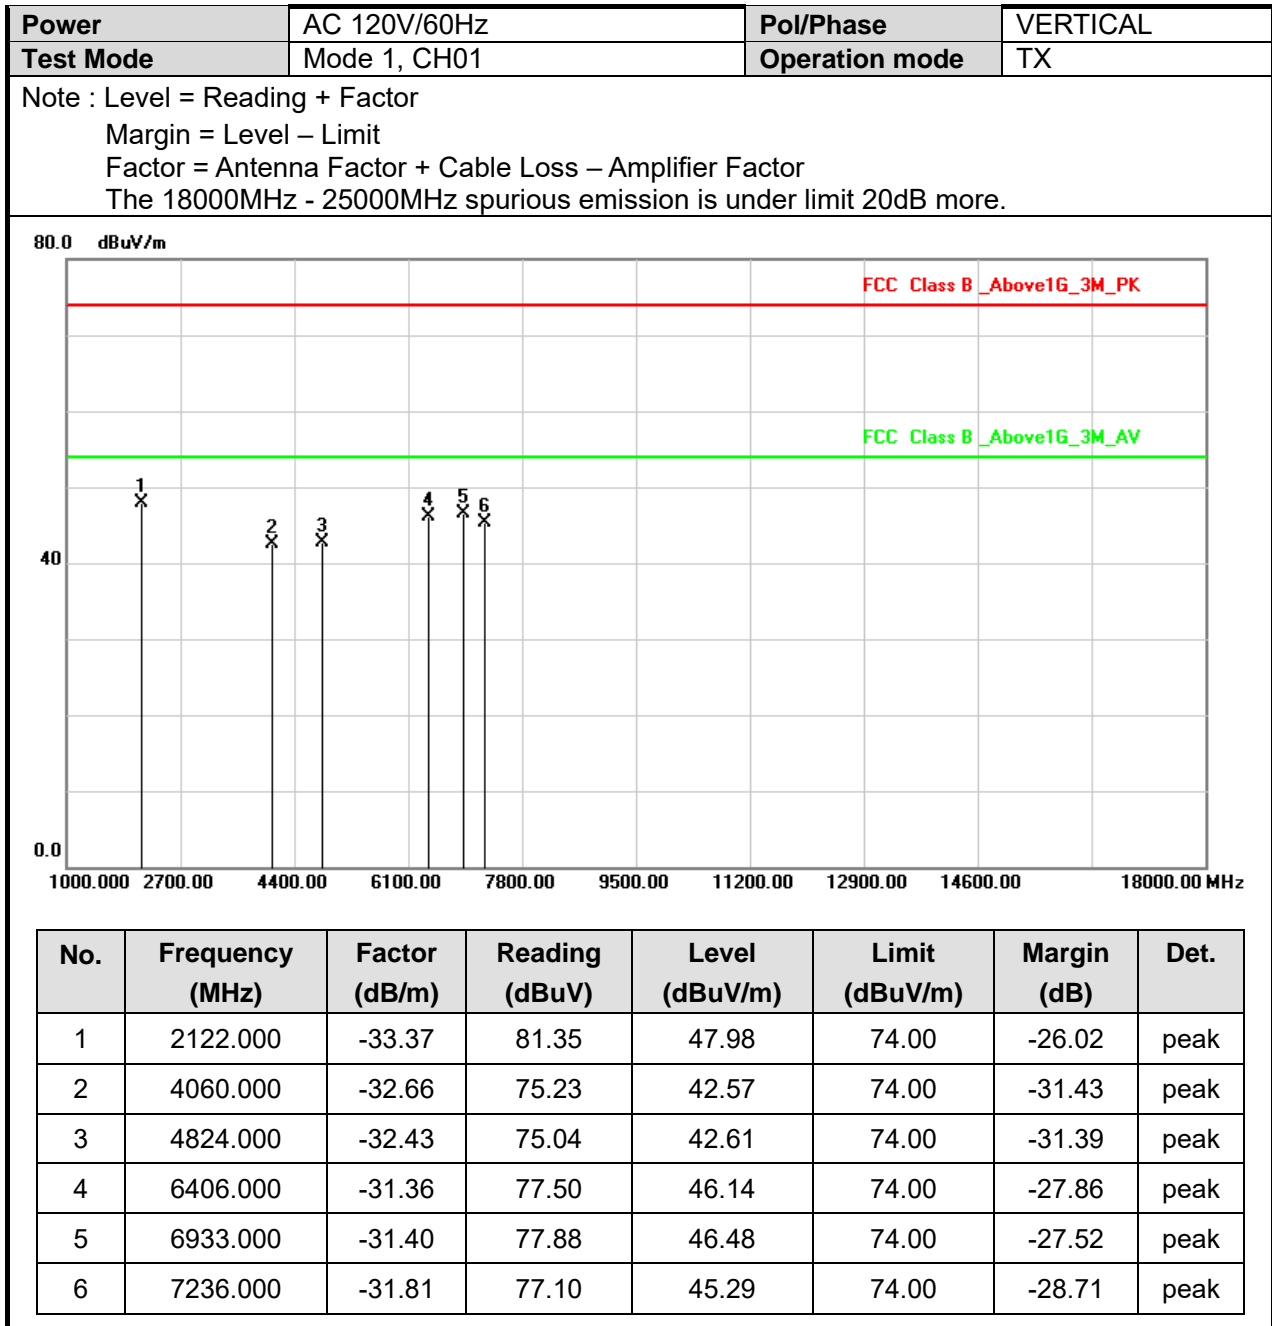 Power AC 120V/60Hz Pol/Phase VERTICAL
Test Mode Mode 1, CH01 Operation mode TX
Note : Level = Reading + Factor
Margin = Level – Limit
Factor = Antenna Factor + Cable Loss – Amplifier Factor
The 18000MHz - 25000MHz spurious emission is under limit 20dB more.
80.0 dBuV/m
FCC Class B _Above1G_3M_PK
FCC Class B _Above1G_3M_AV
1
2
3
4
5
6
40
0.0
1000.000 2700.00 4400.00 6100.00 7800.00 9500.00 11200.00 12900.00 14600.00 18000.00 MHz
No. Frequency Factor Reading Level Limit Margin Det.
(MHz) (dB/m) (dBuV) (dBuV/m) (dBuV/m) (dB)
1 2122.000 -33.37 81.35 47.98 74.00 -26.02 peak
2 4060.000 -32.66 75.23 42.57 74.00 -31.43 peak
3 4824.000 -32.43 75.04 42.61 74.00 -31.39 peak
4 6406.000 -31.36 77.50 46.14 74.00 -27.86 peak
5 6933.000 -31.40 77.88 46.48 74.00 -27.52 peak
6 7236.000 -31.81 77.10 45.29 74.00 -28.71 peak